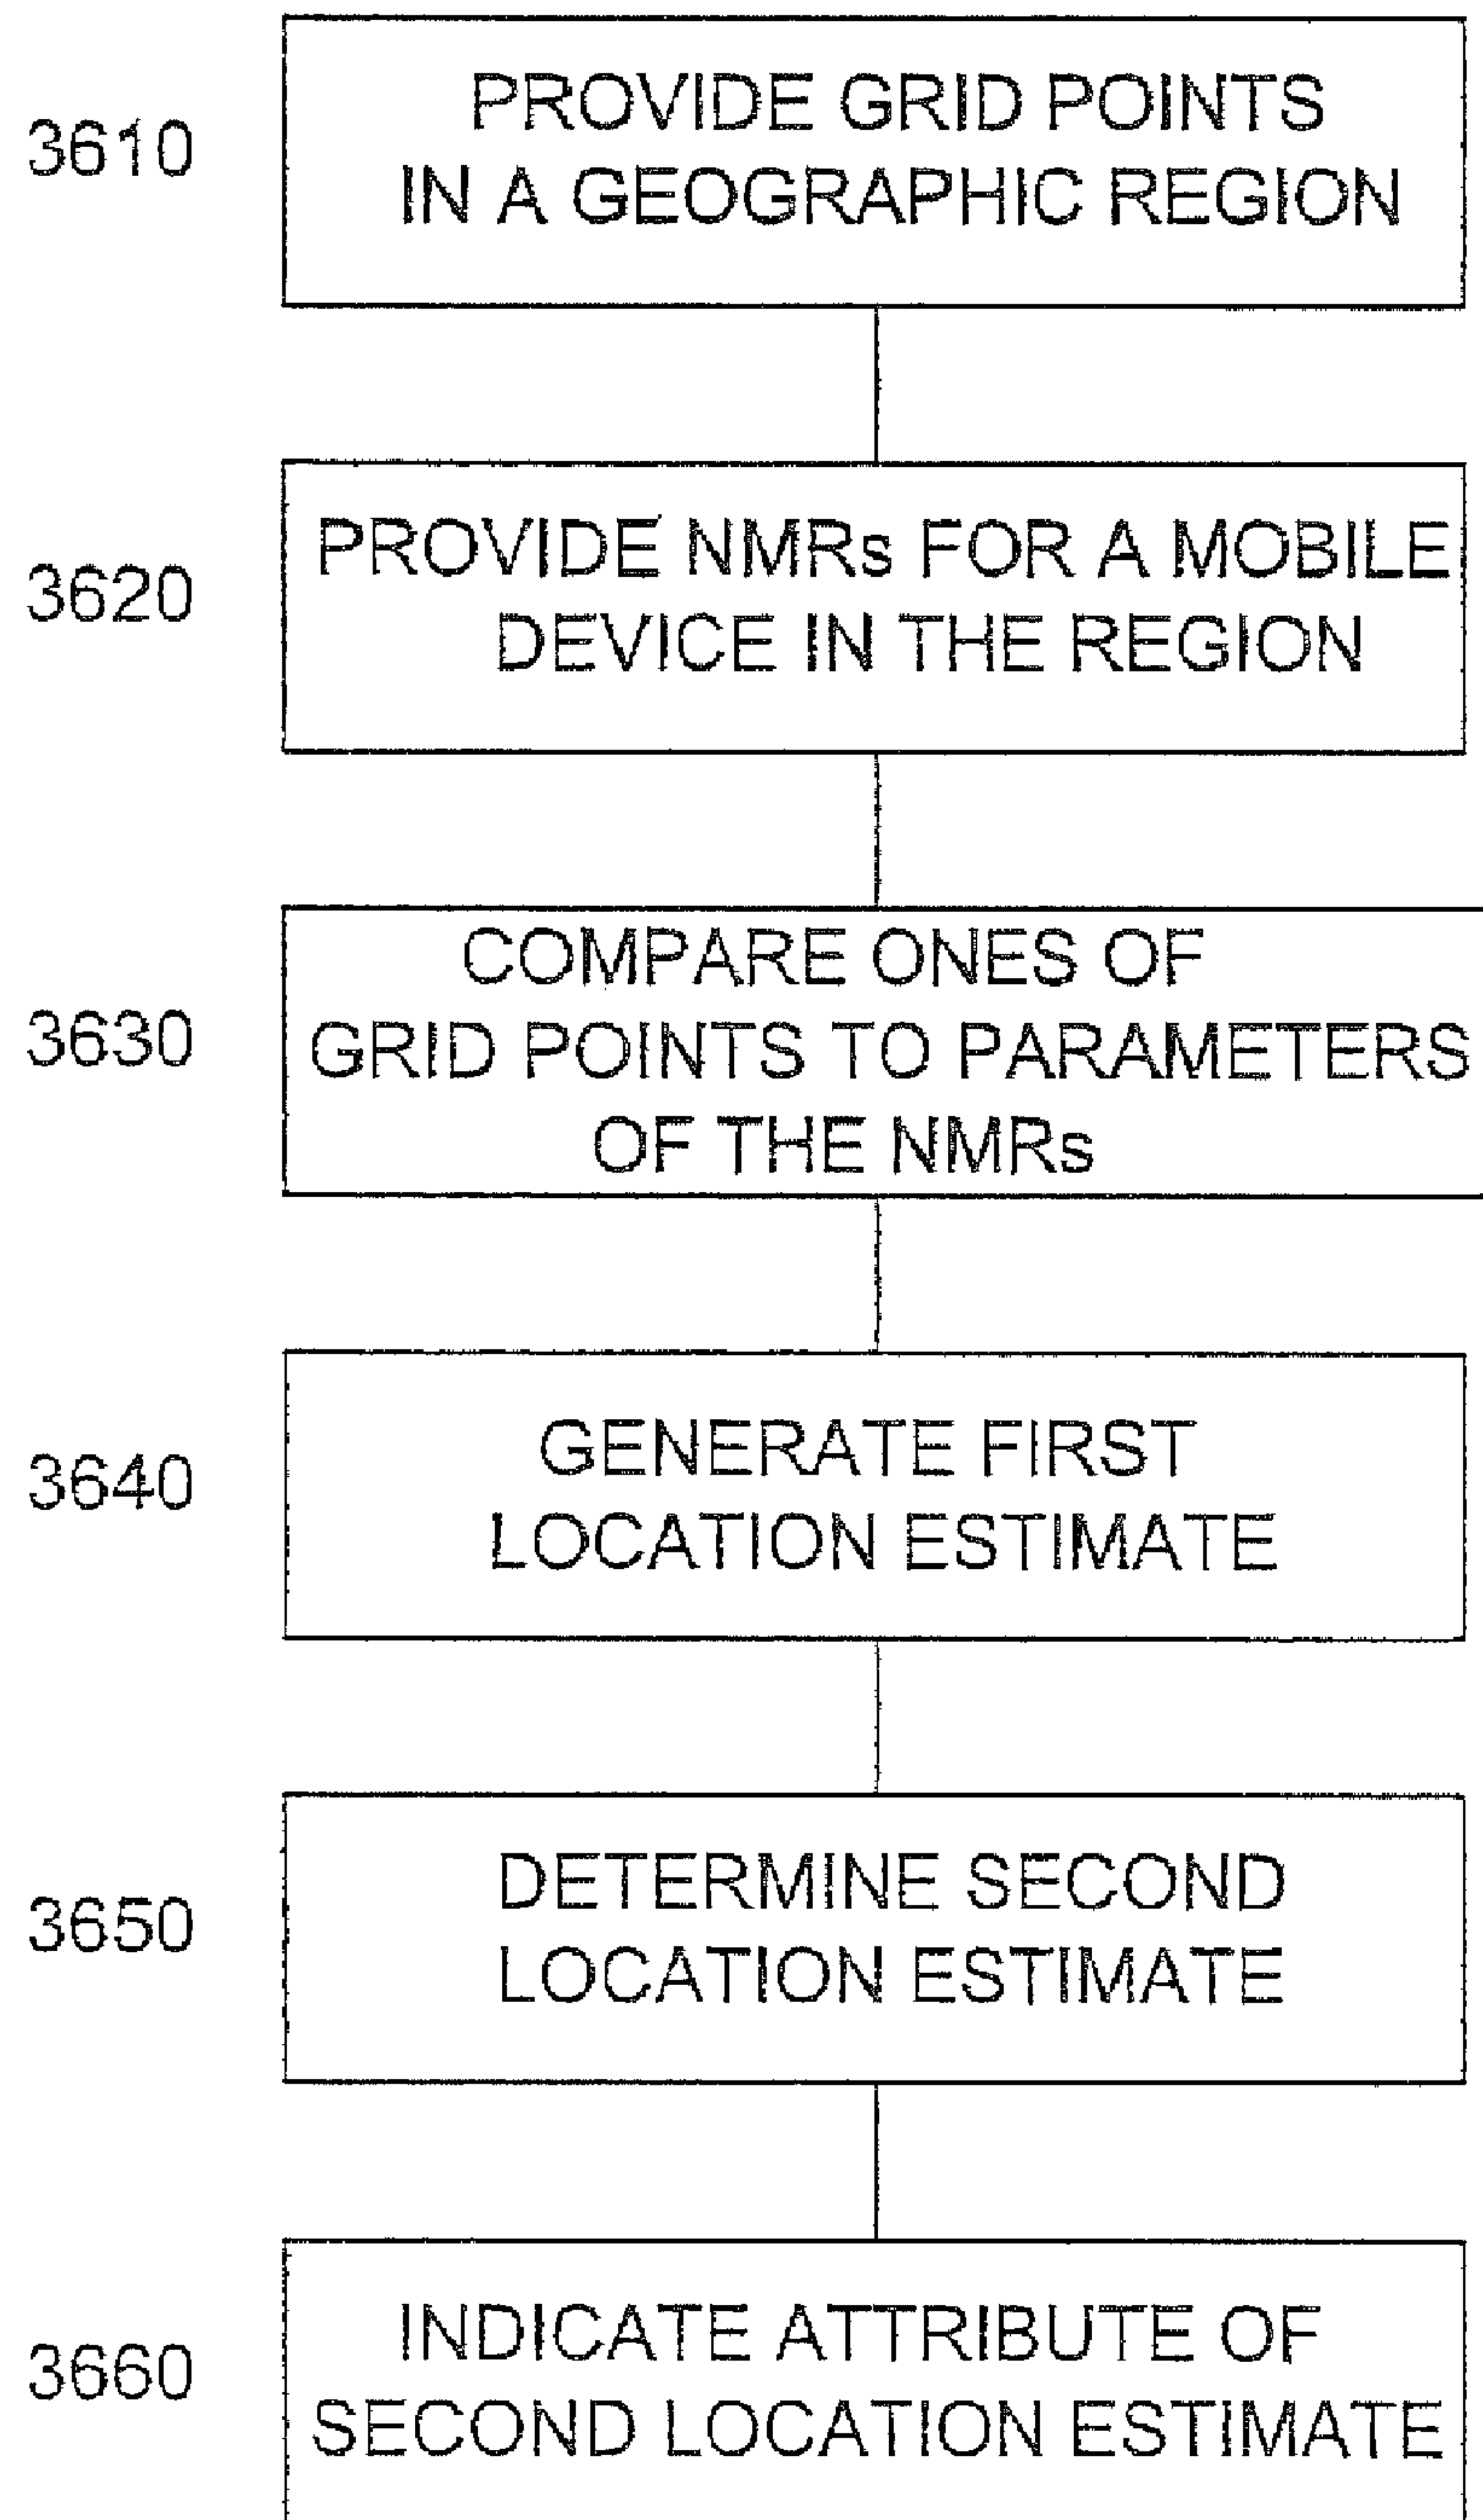 3610
PROVIDE GRID POINTS
IN A GEOGRAPHIC REGION
3620
PROVIDE NMRs FOR A MOBILE
DEVICE IN THE REGION
3630
COMPARE ONES OF
GRID POINTS TO PARAMETERS
OF THE NMRs
3640
GENERATE FIRST
LOCATION ESTIMATE
3650
DETERMINE SECOND
LOCATION ESTIMATE
3660
INDICATE ATTRIBUTE OF
SECOND LOCATION ESTIMATE